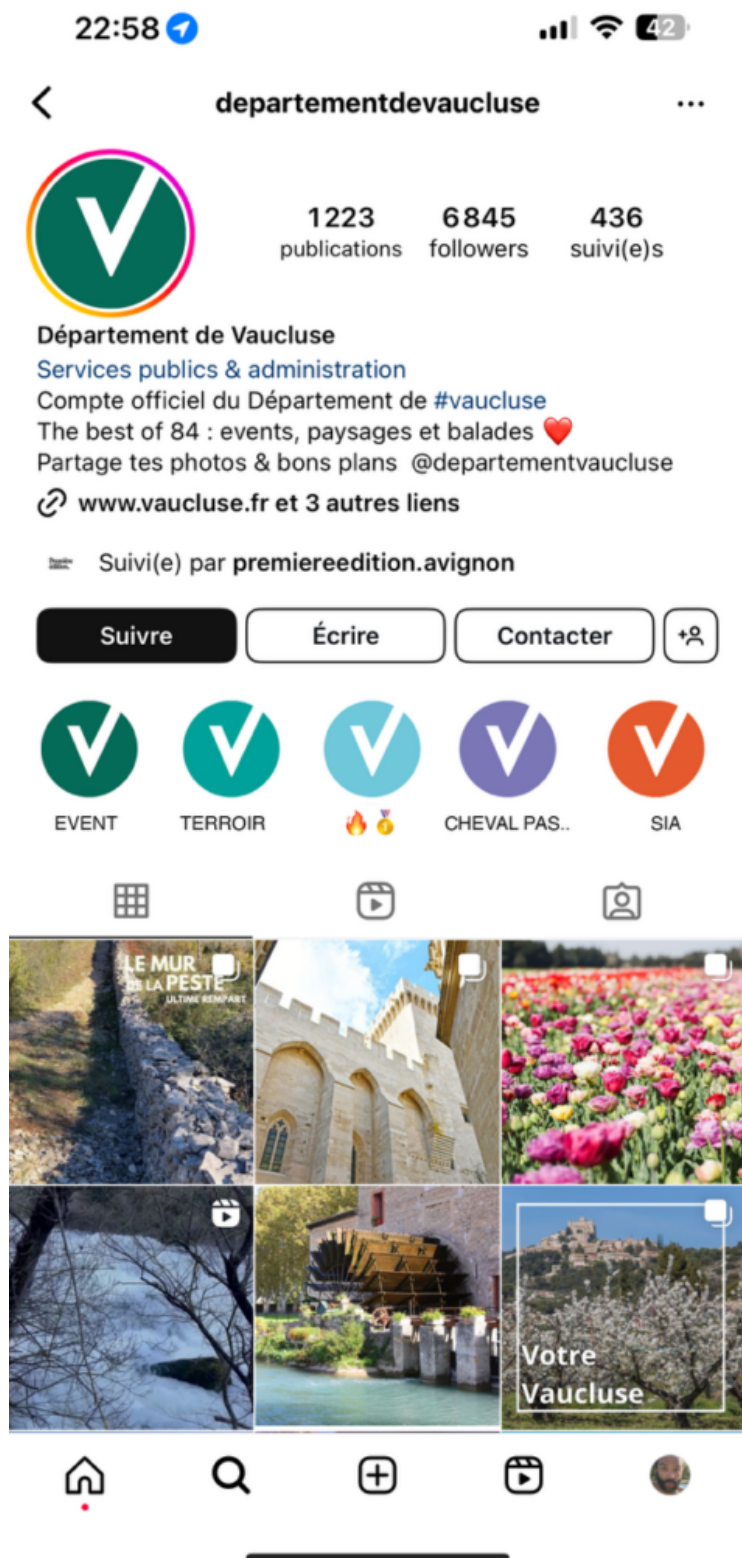 22:58
42
departementdevaucluse
1223 6845 436
publications followers suivi(e)s
Département de Vaucluse
Services publics & administration
Compte officiel du Département de #vaucluse
The best of 84 : events, paysages et balades ❤️
Partage tes photos & bons plans @departementvaucluse
www.vaucluse.fr et 3 autres liens
Suivi(e) par premiereedition.avignon
Suivre Écrire Contacter
EVENT TERROIR 🔥🏅 CHEVAL PAS.. SIA
LE MUR
DE LA PESTE
ULTIME REMPART
Votre
Vaucluse